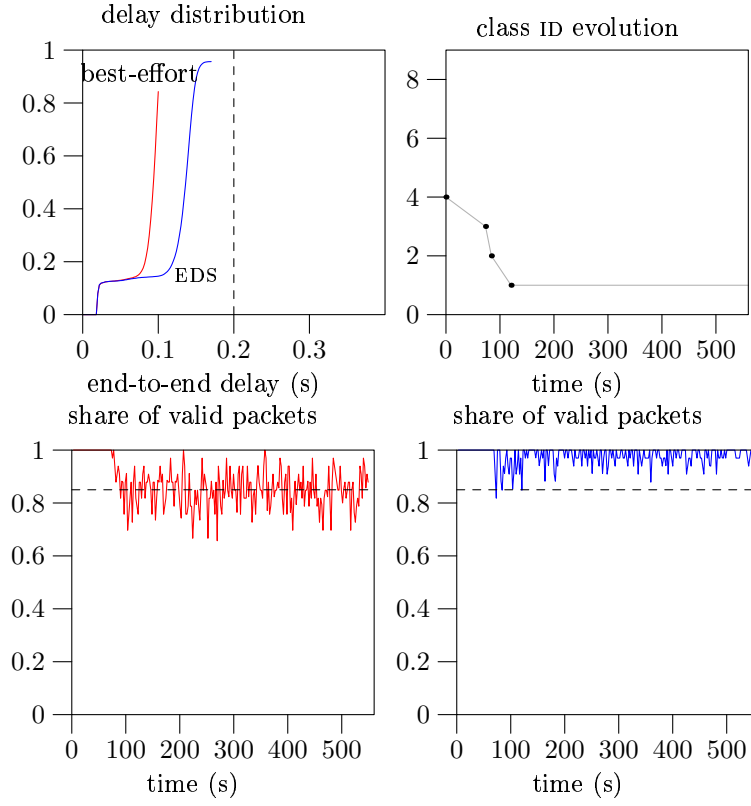 delay distribution
1
0.8
0.6
0.4
0.2
0
best-effort
EDS
0 0.1 0.2 0.3
end-to-end delay (s)
class ID evolution
8
6
4
2
0
0 100 200 300 400 500
time (s)
share of valid packets
1
0.8
0.6
0.4
0.2
0
0 100 200 300 400 500
time (s)
share of valid packets
1
0.8
0.6
0.4
0.2
0
0 100 200 300 400 500
time (s)